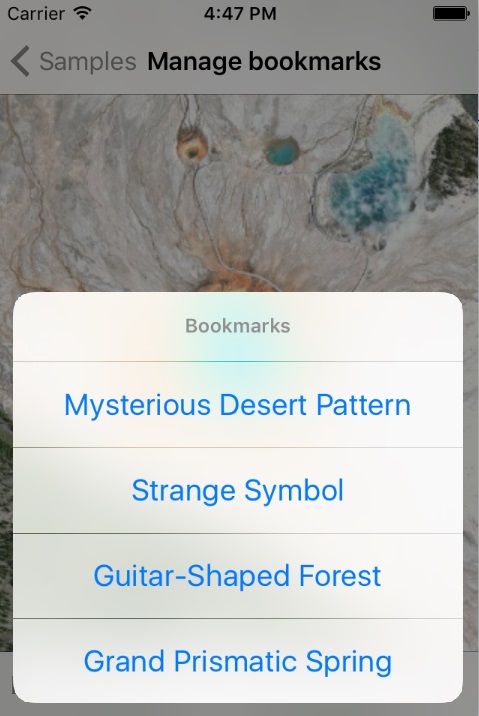 Carrier 4:47 PM
Samples Manage bookmarks
Bookmarks
Mysterious Desert Pattern
Strange Symbol
Guitar-Shaped Forest
Grand Prismatic Spring